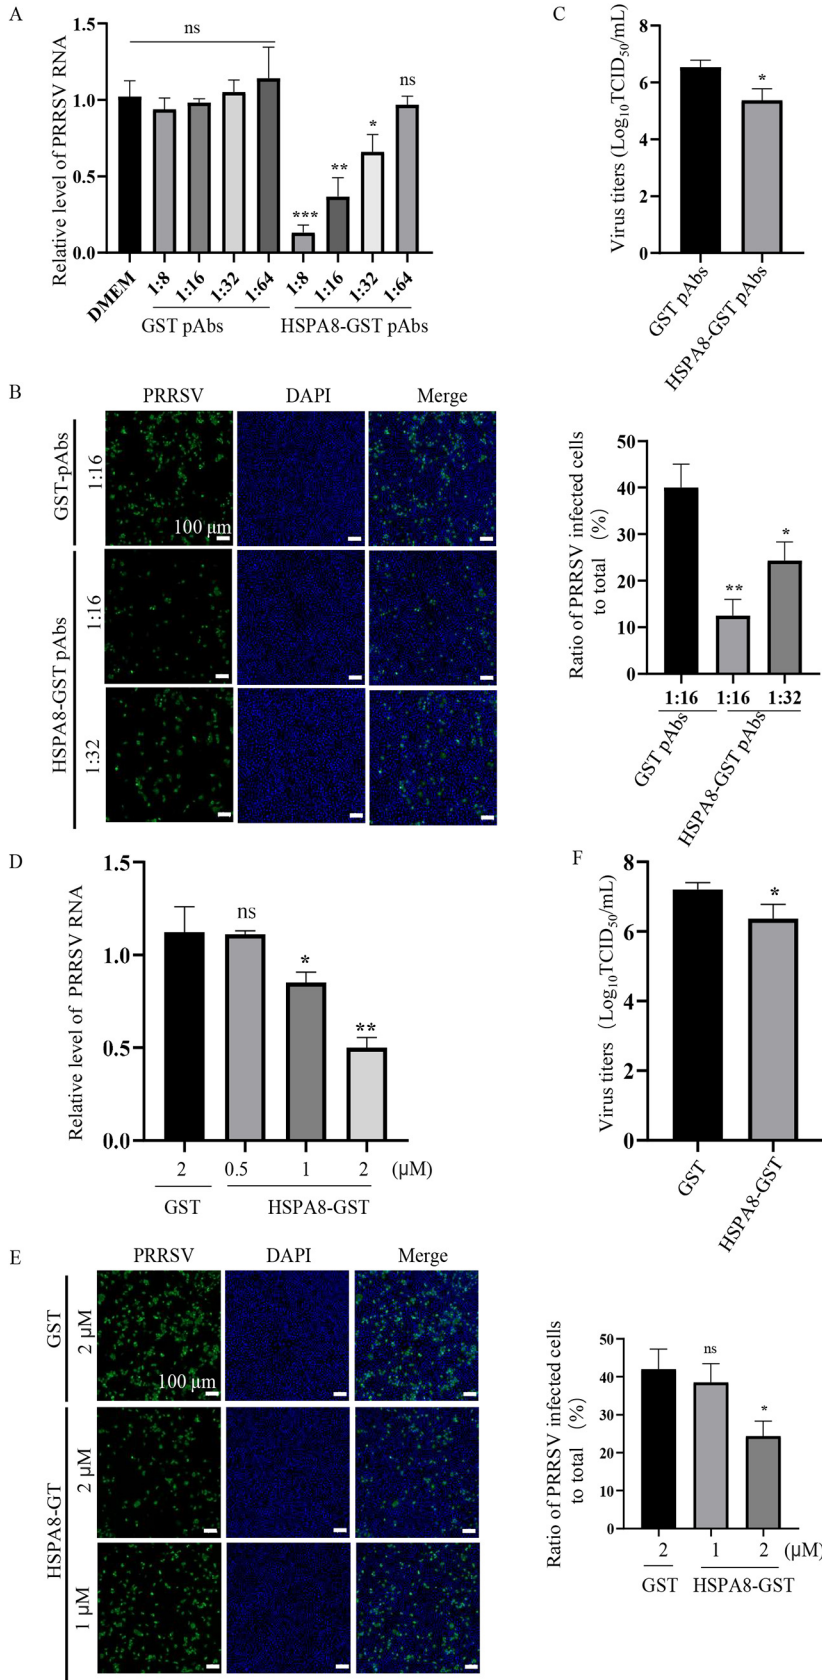 A
Relative level of PRRSV RNA
1.5
1.0
0.5
0.0
ns
***
**
*
ns
DMEM
1:8
1:16
1:32
1:64
1:8
1:16
1:32
1:64
GST pAbs
HSPA8-GST pAbs
C
Virus titers (Log10TCID50/mL)
8
6
4
2
0
*
GST pAbs
HSPA8-GST pAbs
B
PRRSV
DAPI
Merge
GST-pAbs
1:16
100 μm
HSPA8-GST pAbs
1:16
1:32
Ratio of PRRSV infected cells
to total (%)
50
40
30
20
10
0
**
*
1:16
1:16
1:32
GST pAbs
HSPA8-GST pAbs
D
Relative level of PRRSV RNA
1.5
1.0
0.5
0.0
ns
*
**
2
0.5
1
2
(μM)
GST
HSPA8-GST
F
Virus titers (Log10TCID50/mL)
8
6
4
2
0
*
GST
HSPA8-GST
E
PRRSV
DAPI
Merge
GST
2 μM
100 μm
HSPA8-GT
2 μM
1 μM
Ratio of PRRSV infected cells
to total (%)
50
40
30
20
10
0
ns
*
2
1
2
(μM)
GST
HSPA8-GST